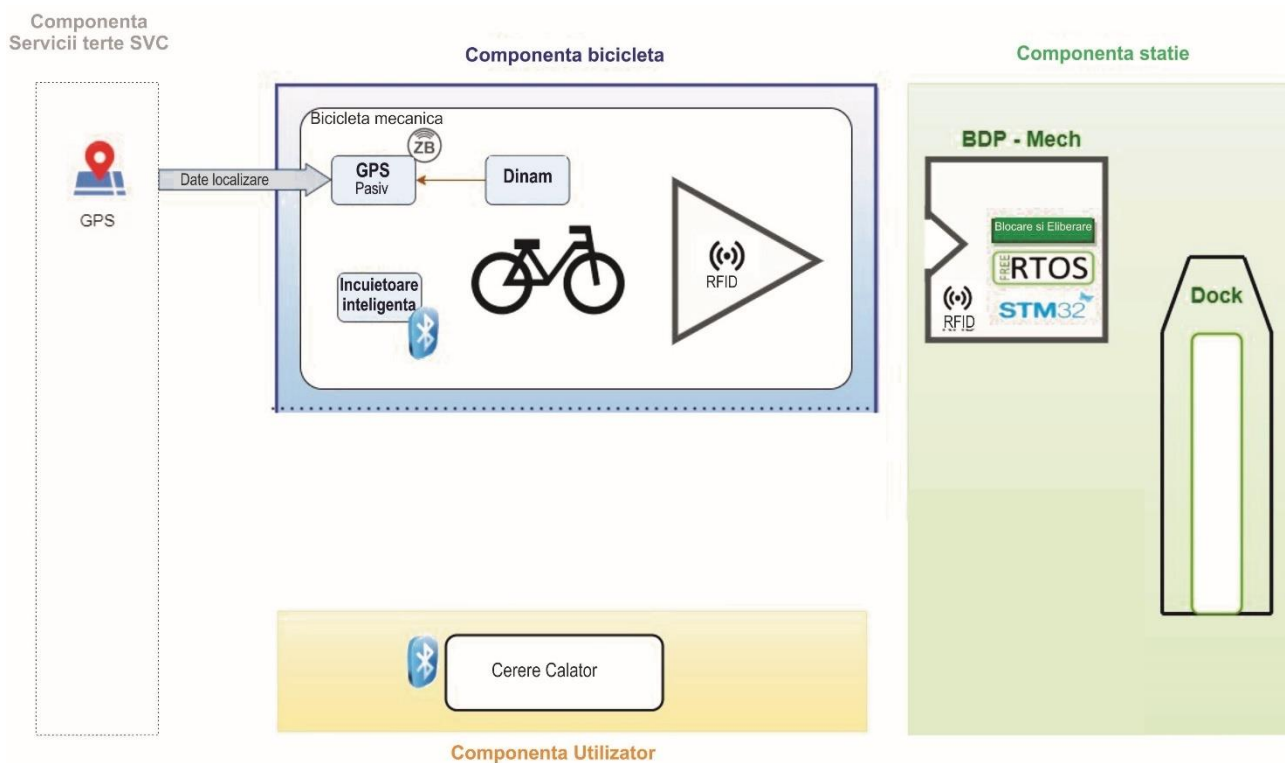 Componenta
Servicii terte SVC
GPS
Date localizare
Componenta bicicleta
Bicicleta mecanica
ZB
GPS
Pasiv
Dinam
Incuietoare
inteligenta
RFID
Componenta statie
BDP - Mech
Blocare si Eliberare
FREE
RTOS
RFID
STM32
Dock
Cerere Calator
Componenta Utilizator